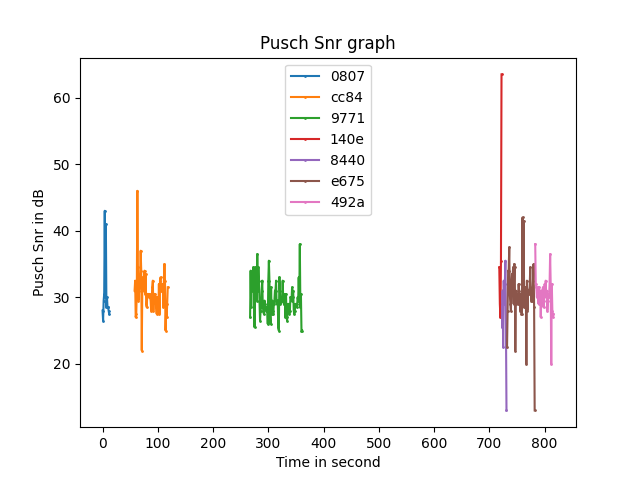 Pusch Snr graph
0807
cc84
9771
140e
8440
e675
492a
60
50
40
30
20
Pusch Snr in dB
0 100 200 300 400 500 600 700 800
Time in second